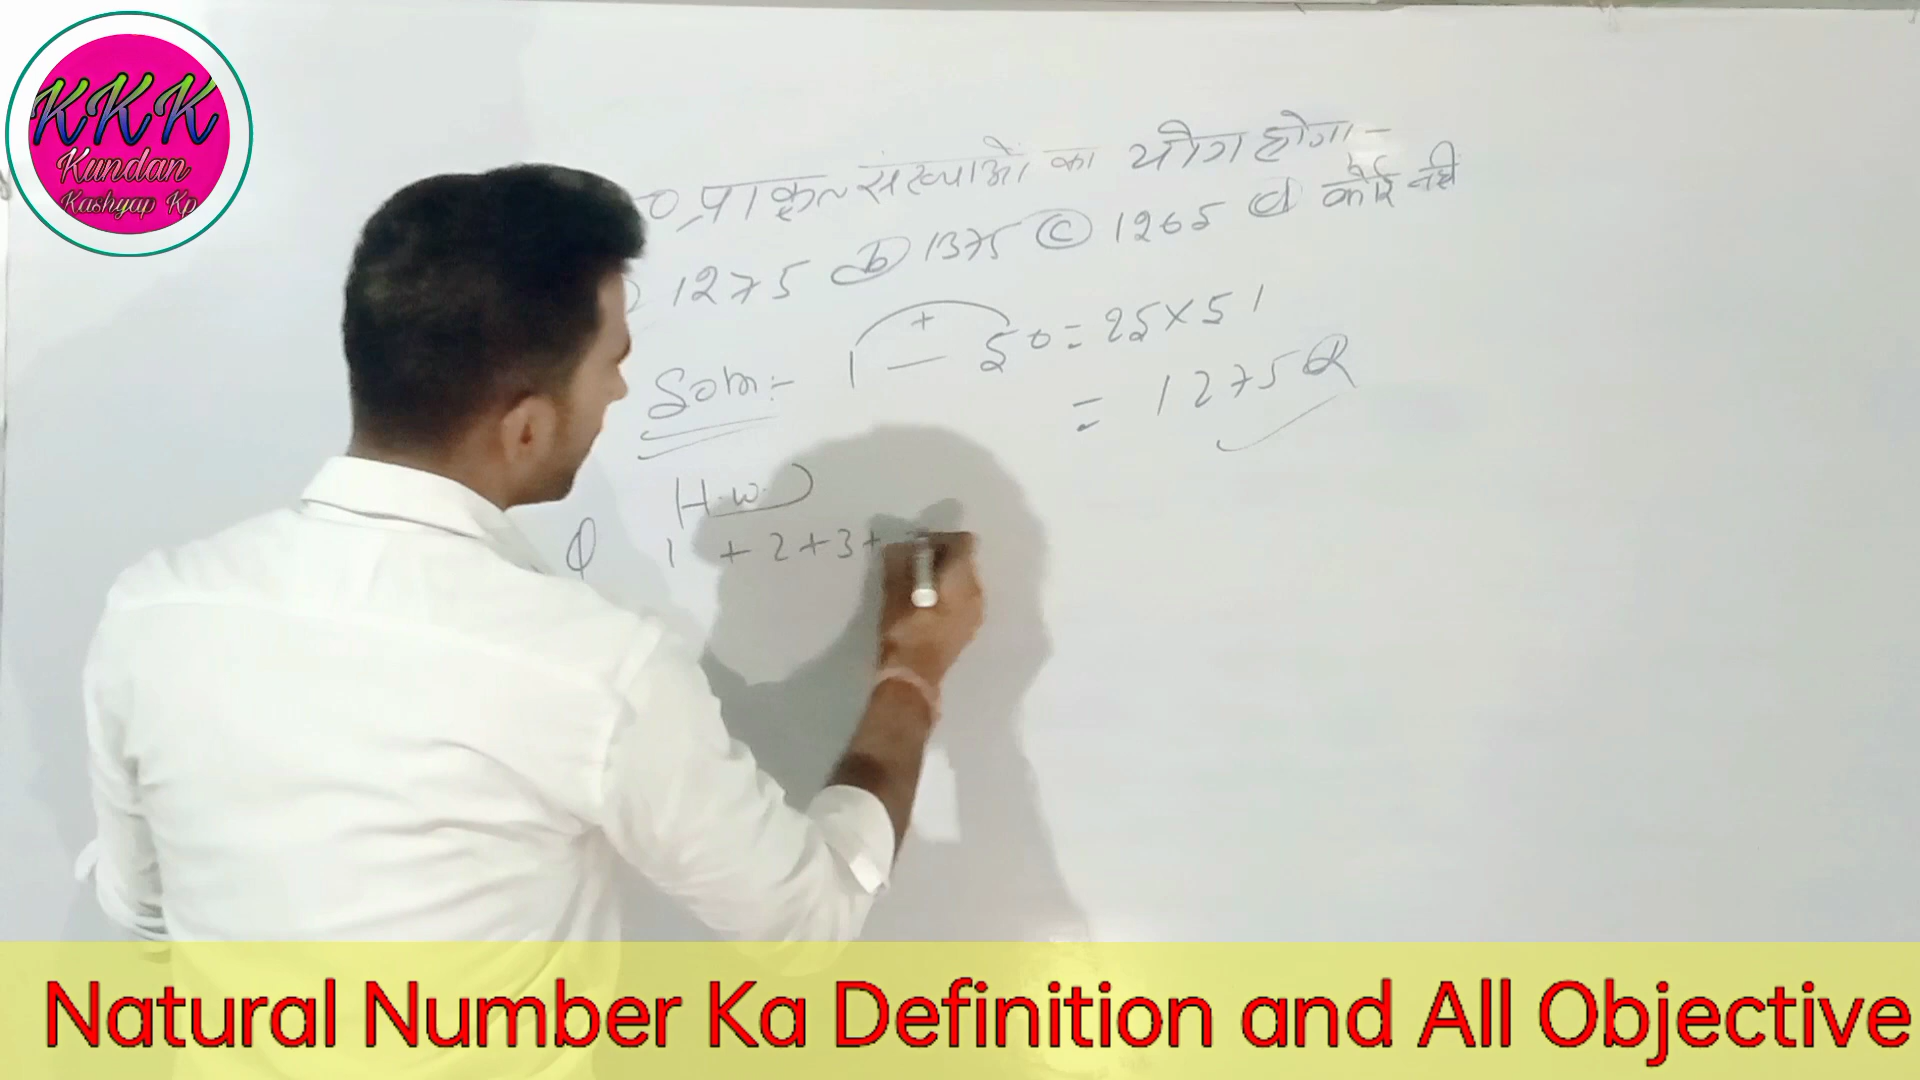 KKK
Kundan
Kashyap Kp
0 प्राकृत संख्याओं का योग होगा-
1275 (b) 1375 (c) 1265 (d) कोई नहीं
Soln:- 1 — 50 = 25×51
+
= 1275
H.W.
Q 1 + 2 + 3 +
Natural Number Ka Definition and All Objective